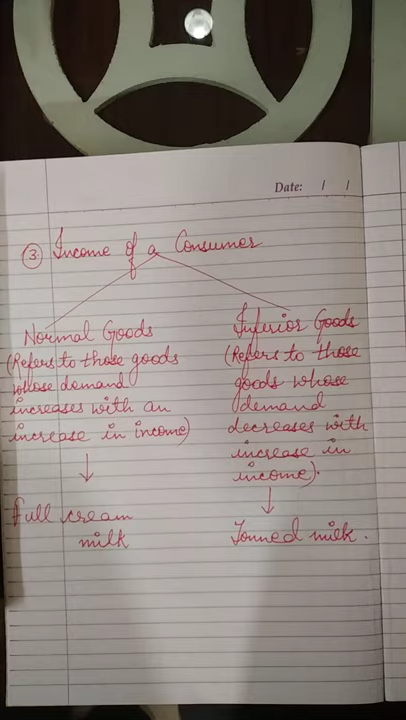 Date: / /
③ Income of a Consumer
Normal Goods
(Refers to those goods
whose demand
increases with an
increase in income)
↓
Full cream
milk
Inferior Goods
(Refers to those
goods whose
demand
decreases with
increase in
income).
↓
Tonned milk.